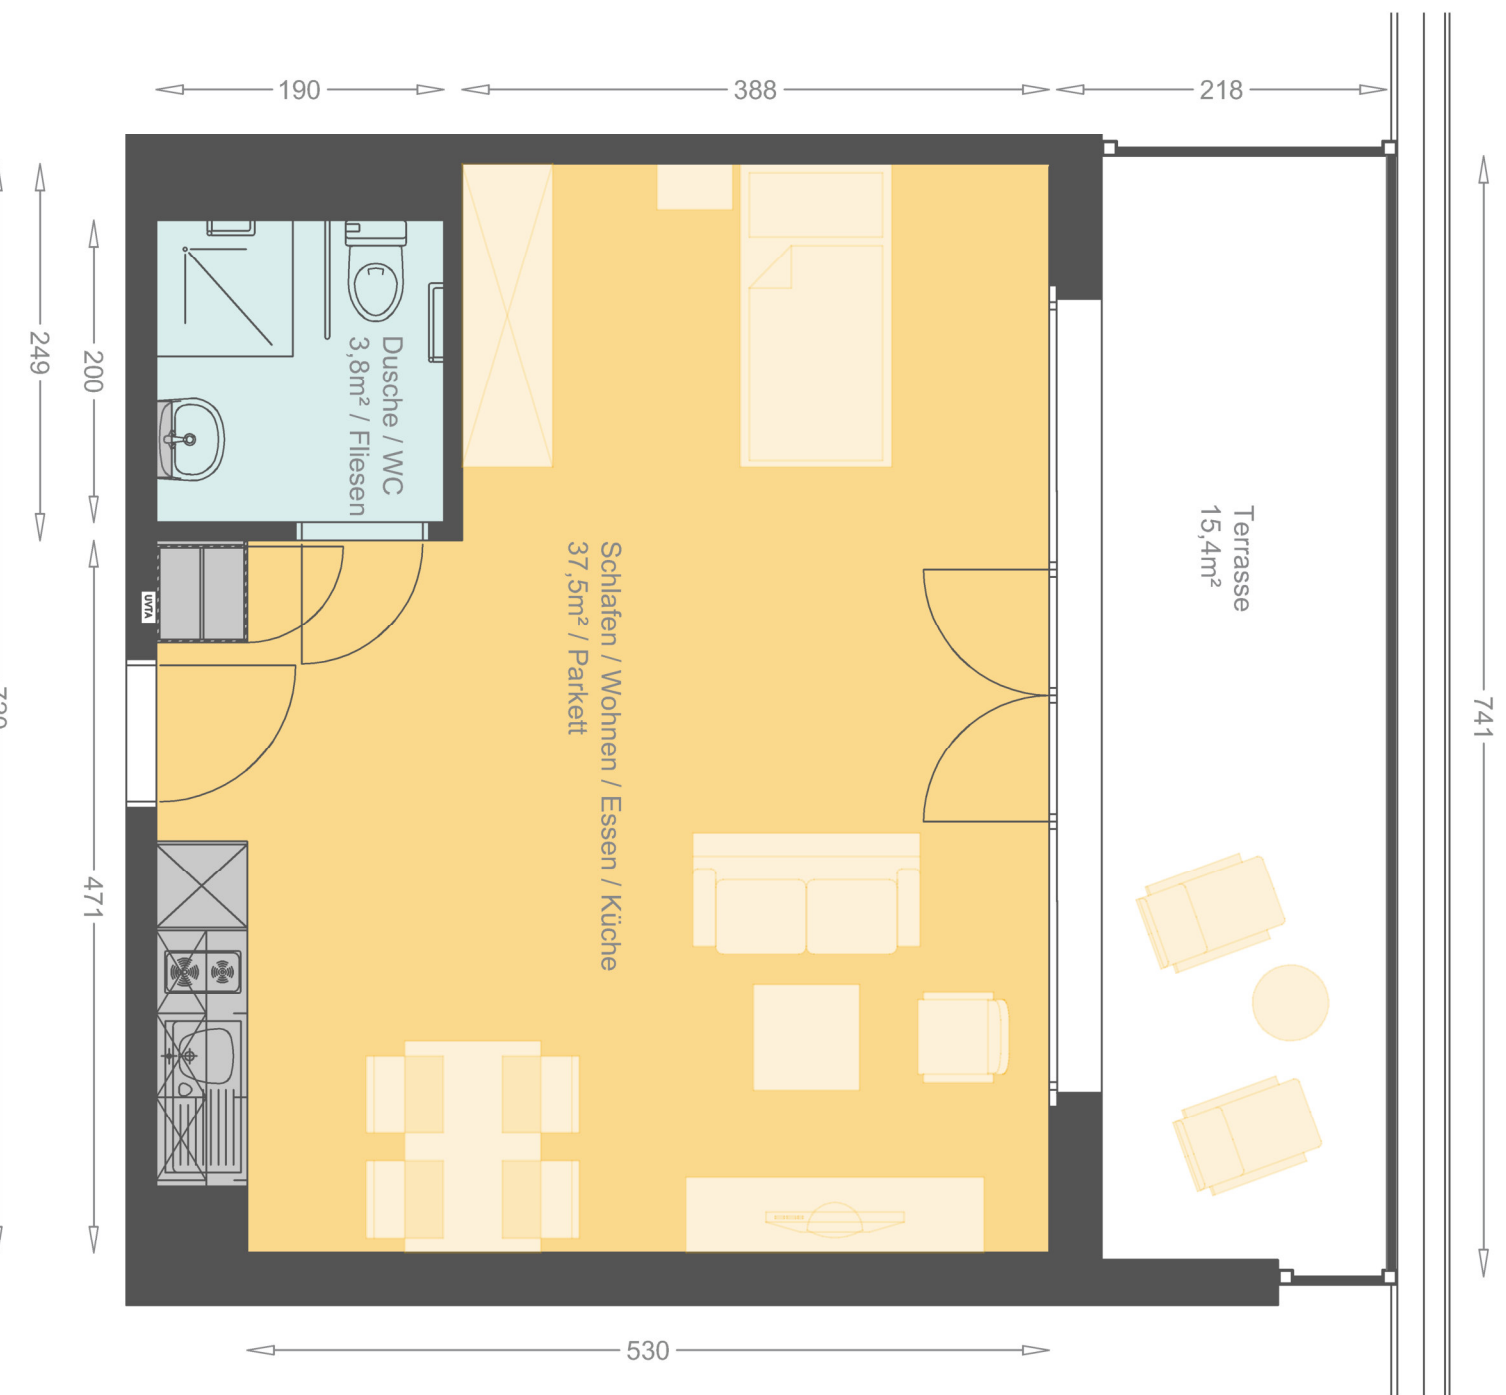 190
388
218
249
200
Dusche / WC
3,8m² / Fliesen
UVTA
Schlafen / Wohnen / Essen / Küche
37,5m² / Parkett
Terrasse
15,4m²
741
471
530